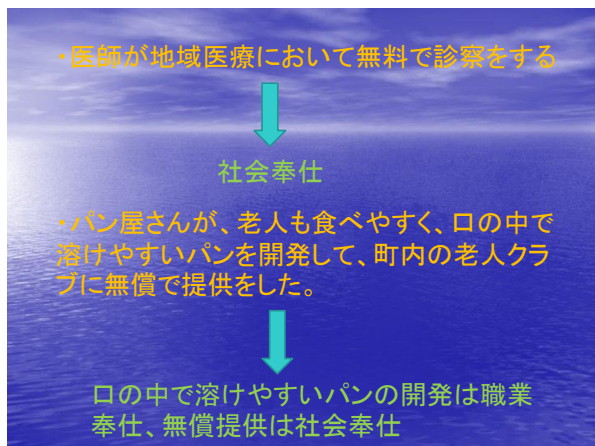 ・医師が地域医療において無料で診察をする
社会奉仕
・パン屋さんが、老人も食べやすく、口の中で
溶けやすいパンを開発して、町内の老人クラ
ブに無償で提供をした。
口の中で溶けやすいパンの開発は職業
奉仕、無償提供は社会奉仕